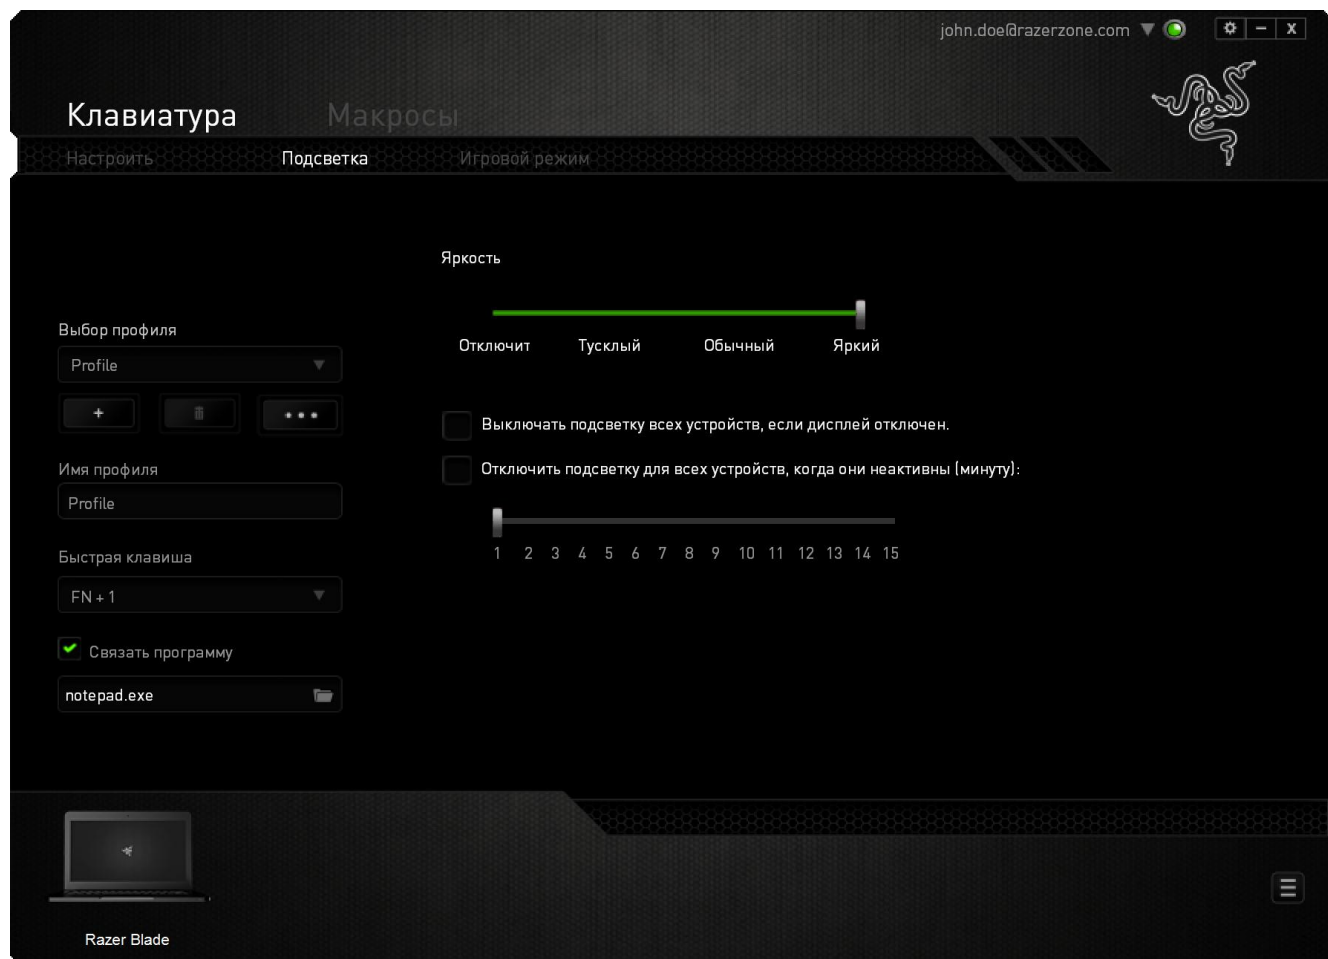 john.doe@razerzone.com
Клавиатура
Макросы
Настроить
Подсветка
Игровой режим
Яркость
Отключит
Тусклый
Обычный
Яркий
Выбор профиля
Profile
Имя профиля
Profile
Быстрая клавиша
FN + 1
Связать программу
notepad.exe
Выключать подсветку всех устройств, если дисплей отключен.
Отключить подсветку для всех устройств, когда они неактивны (минуту):
1 2 3 4 5 6 7 8 9 10 11 12 13 14 15
Razer Blade